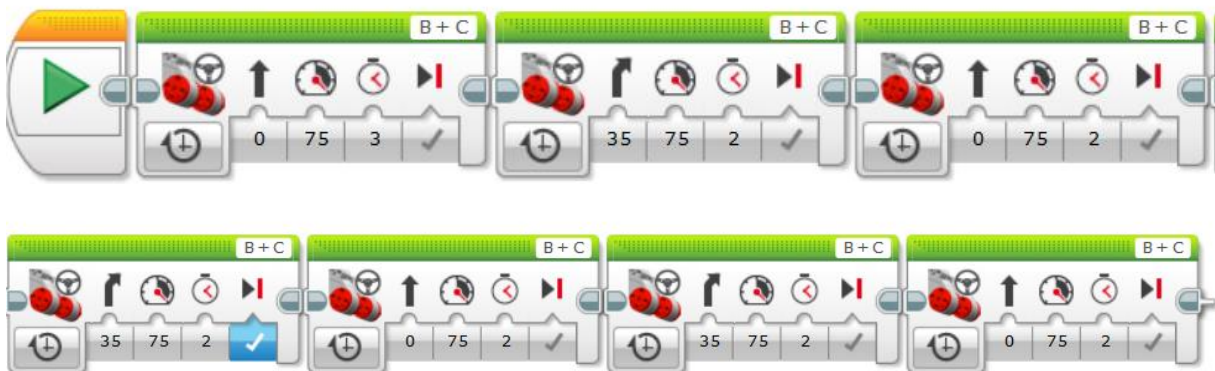 B + C B + C B + C
0 75 3 35 75 2 0 75 2
B + C B + C B + C B + C
35 75 2 0 75 2 35 75 2 0 75 2